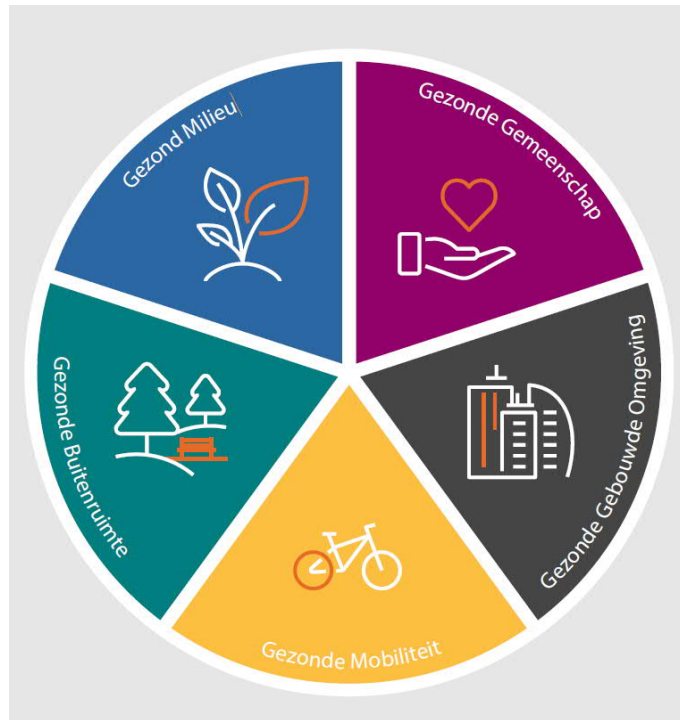 Gezond Milieu
Gezonde Gemeenschap
Gezonde Gebouwde Omgeving
Gezonde Mobiliteit
Gezonde Buitenruimte